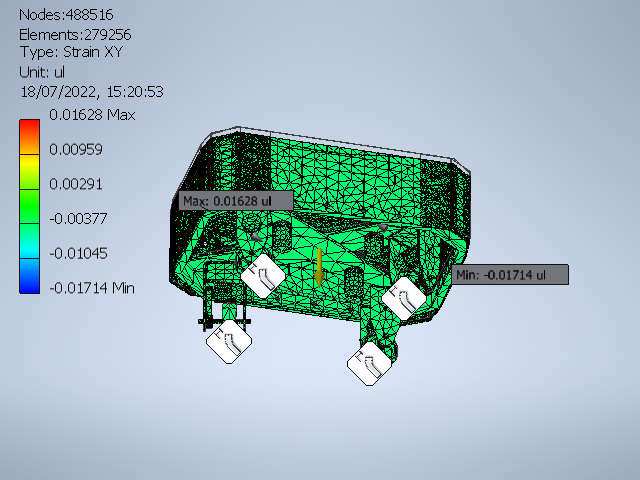 Nodes:488516
Elements:279256
Type: Strain XY
Unit: ul
18/07/2022, 15:20:53
0.01628 Max
0.00959
0.00291
-0.00377
-0.01045
-0.01714 Min
Max: 0.01628 ul
Min: -0.01714 ul